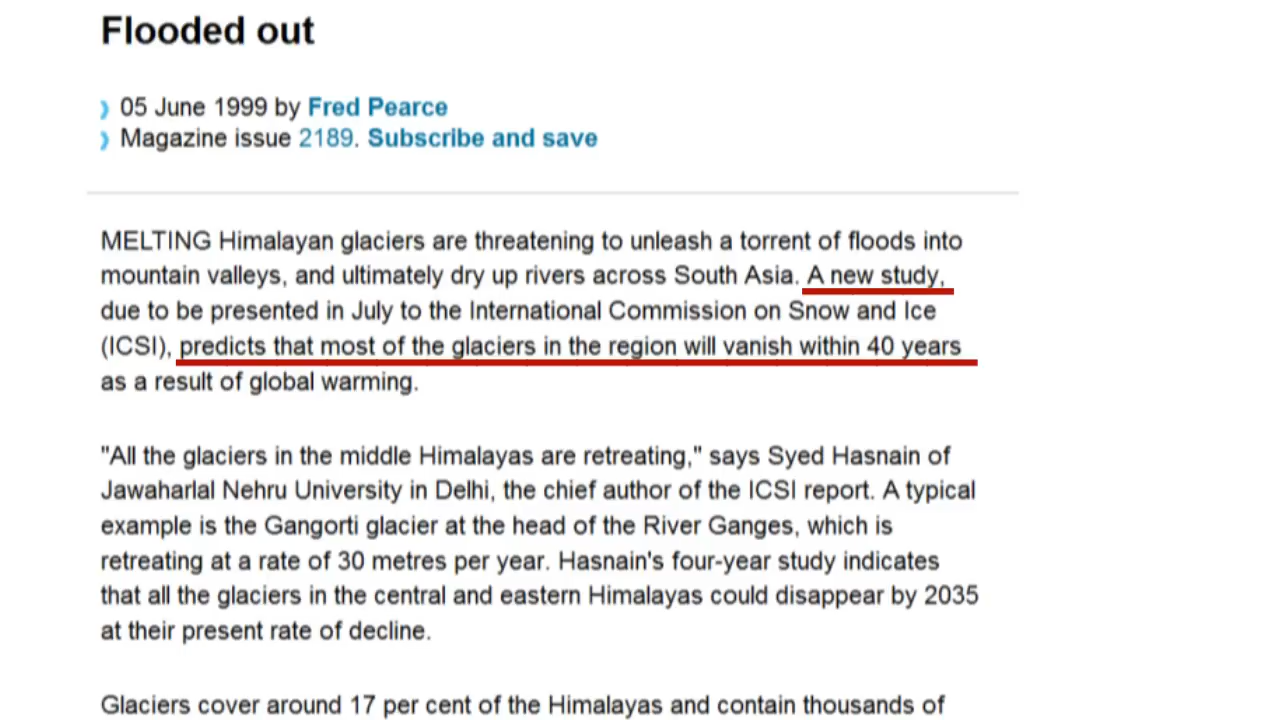 Flooded out
05 June 1999 by Fred Pearce
Magazine issue 2189. Subscribe and save
MELTING Himalayan glaciers are threatening to unleash a torrent of floods into
mountain valleys, and ultimately dry up rivers across South Asia. A new study,
due to be presented in July to the International Commission on Snow and Ice
(ICSI), predicts that most of the glaciers in the region will vanish within 40 years
as a result of global warming.
"All the glaciers in the middle Himalayas are retreating," says Syed Hasnain of
Jawaharlal Nehru University in Delhi, the chief author of the ICSI report. A typical
example is the Gangorti glacier at the head of the River Ganges, which is
retreating at a rate of 30 metres per year. Hasnain's four-year study indicates
that all the glaciers in the central and eastern Himalayas could disappear by 2035
at their present rate of decline.
Glaciers cover around 17 per cent of the Himalayas and contain thousands of